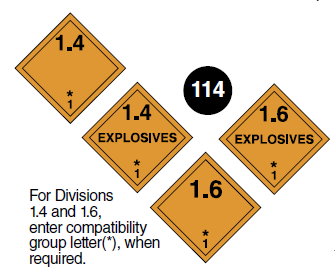 1.4
*
1
1.4
EXPLOSIVES
*
1
114
1.6
EXPLOSIVES
*
1
1.6
*
1
For Divisions
1.4 and 1.6,
enter compatibility
group letter(*), when
required.